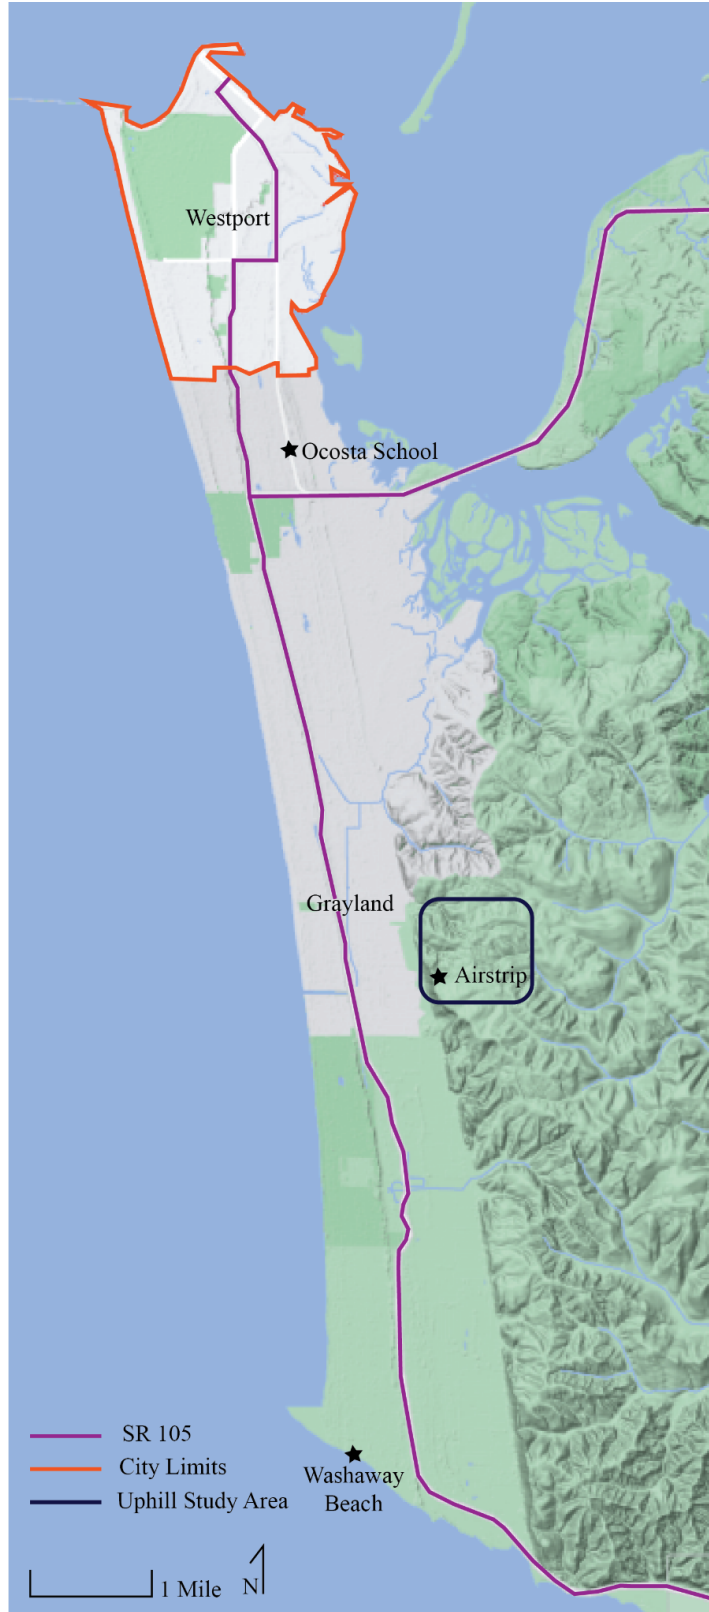 Westport
Ocosta School
Grayland
Airstrip
SR 105
City Limits
Washaway
Beach
Uphill Study Area
1 Mile
N